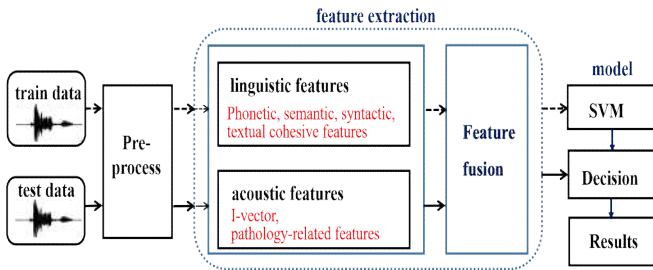 feature extraction
train data
test data
Pre-
process
linguistic features
Phonetic, semantic, syntactic,
textual cohesive features
acoustic features
I-vector,
pathology-related features
Feature
fusion
model
SVM
Decision
Results